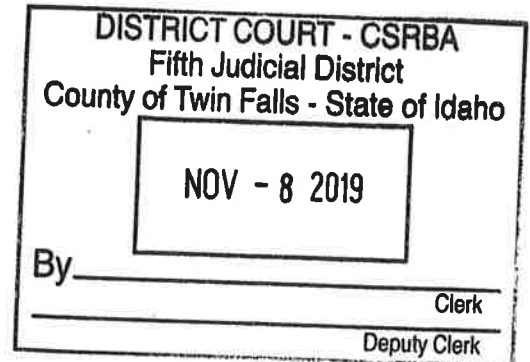 DISTRICT COURT - CSRBA
Fifth Judicial District
County of Twin Falls - State of Idaho
NOV - 8 2019
By
Clerk
Deputy Clerk